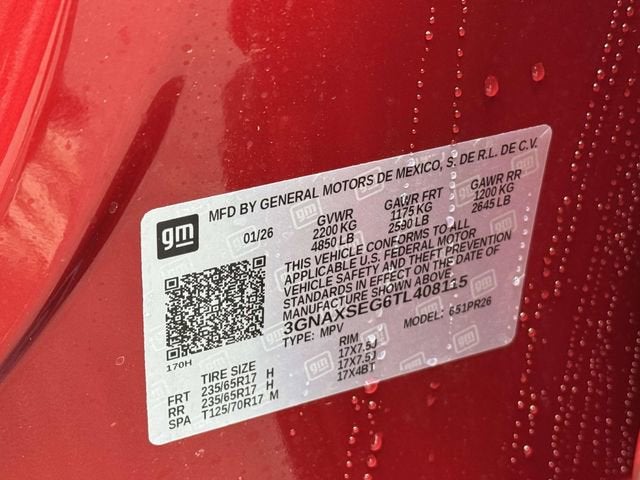 gm
MFD BY GENERAL MOTORS DE MEXICO, S. DE R.L. DE C.V.
01/26 GVWR GAWR FRT GAWR RR
2200 KG 1175 KG 1200 KG
4850 LB 2590 LB 2645 LB
THIS VEHICLE CONFORMS TO ALL
APPLICABLE U.S. FEDERAL MOTOR
VEHICLE SAFETY AND THEFT PREVENTION
STANDARDS IN EFFECT ON THE DATE OF
MANUFACTURE SHOWN ABOVE.
3GNAXSEG6TL408115
TYPE: MPV MODEL: 651PR26
170H
TIRE SIZE RIM
FRT 235/65R17 H 17X7.5J
RR 235/65R17 H 17X7.5J
SPA T125/70R17 M 17X4BT